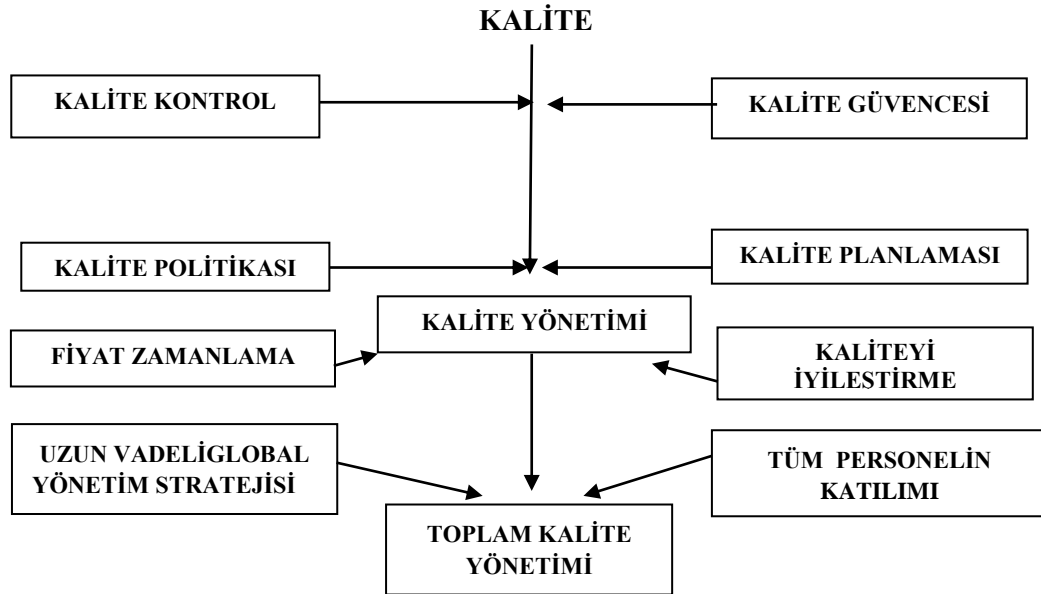 KALİTE
KALİTE KONTROL
KALİTE GÜVENCESİ
KALİTE POLİTİKASI
KALİTE PLANLAMASI
KALİTE YÖNETİMİ
FİYAT ZAMANLAMA
KALİTEYİ
İYİLEŞTİRME
UZUN VADELİGLOBAL
YÖNETİM STRATEJİSİ
TÜM PERSONELİN
KATILIMI
TOPLAM KALİTE
YÖNETİMİ